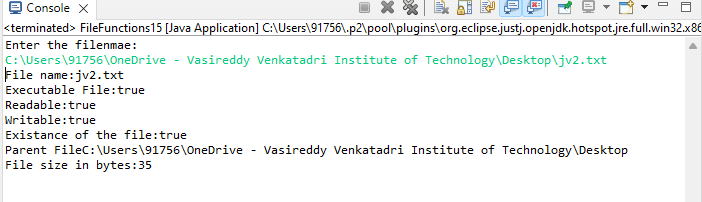 Console
<terminated> FileFunctions15 [Java Application] C:\Users\91756\.p2\pool\plugins\org.eclipse.justj.openjdk.hotspot.jre.full.win32.x86
Enter the filenmae:
C:\Users\91756\OneDrive - Vasireddy Venkatadri Institute of Technology\Desktop\jv2.txt
File name:jv2.txt
Executable File:true
Readable:true
Writable:true
Existance of the file:true
Parent FileC:\Users\91756\OneDrive - Vasireddy Venkatadri Institute of Technology\Desktop
File size in bytes:35